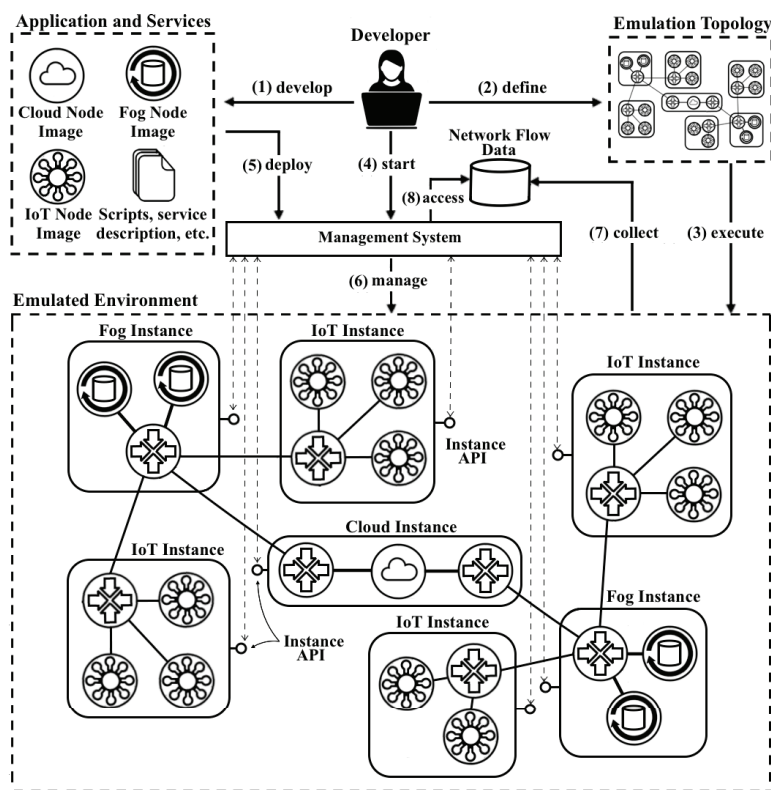 Application and Services
Developer
Emulation Topology
(1) develop
(2) define
Cloud Node
Image
Fog Node
Image
Network Flow
Data
(5) deploy
(4) start
(8) access
IoT Node
Image
Scripts, service
description, etc.
Management System
(7) collect
(3) execute
(6) manage
Emulated Environment
Fog Instance
IoT Instance
IoT Instance
Instance
API
Cloud Instance
IoT Instance
Fog Instance
IoT Instance
Instance
API